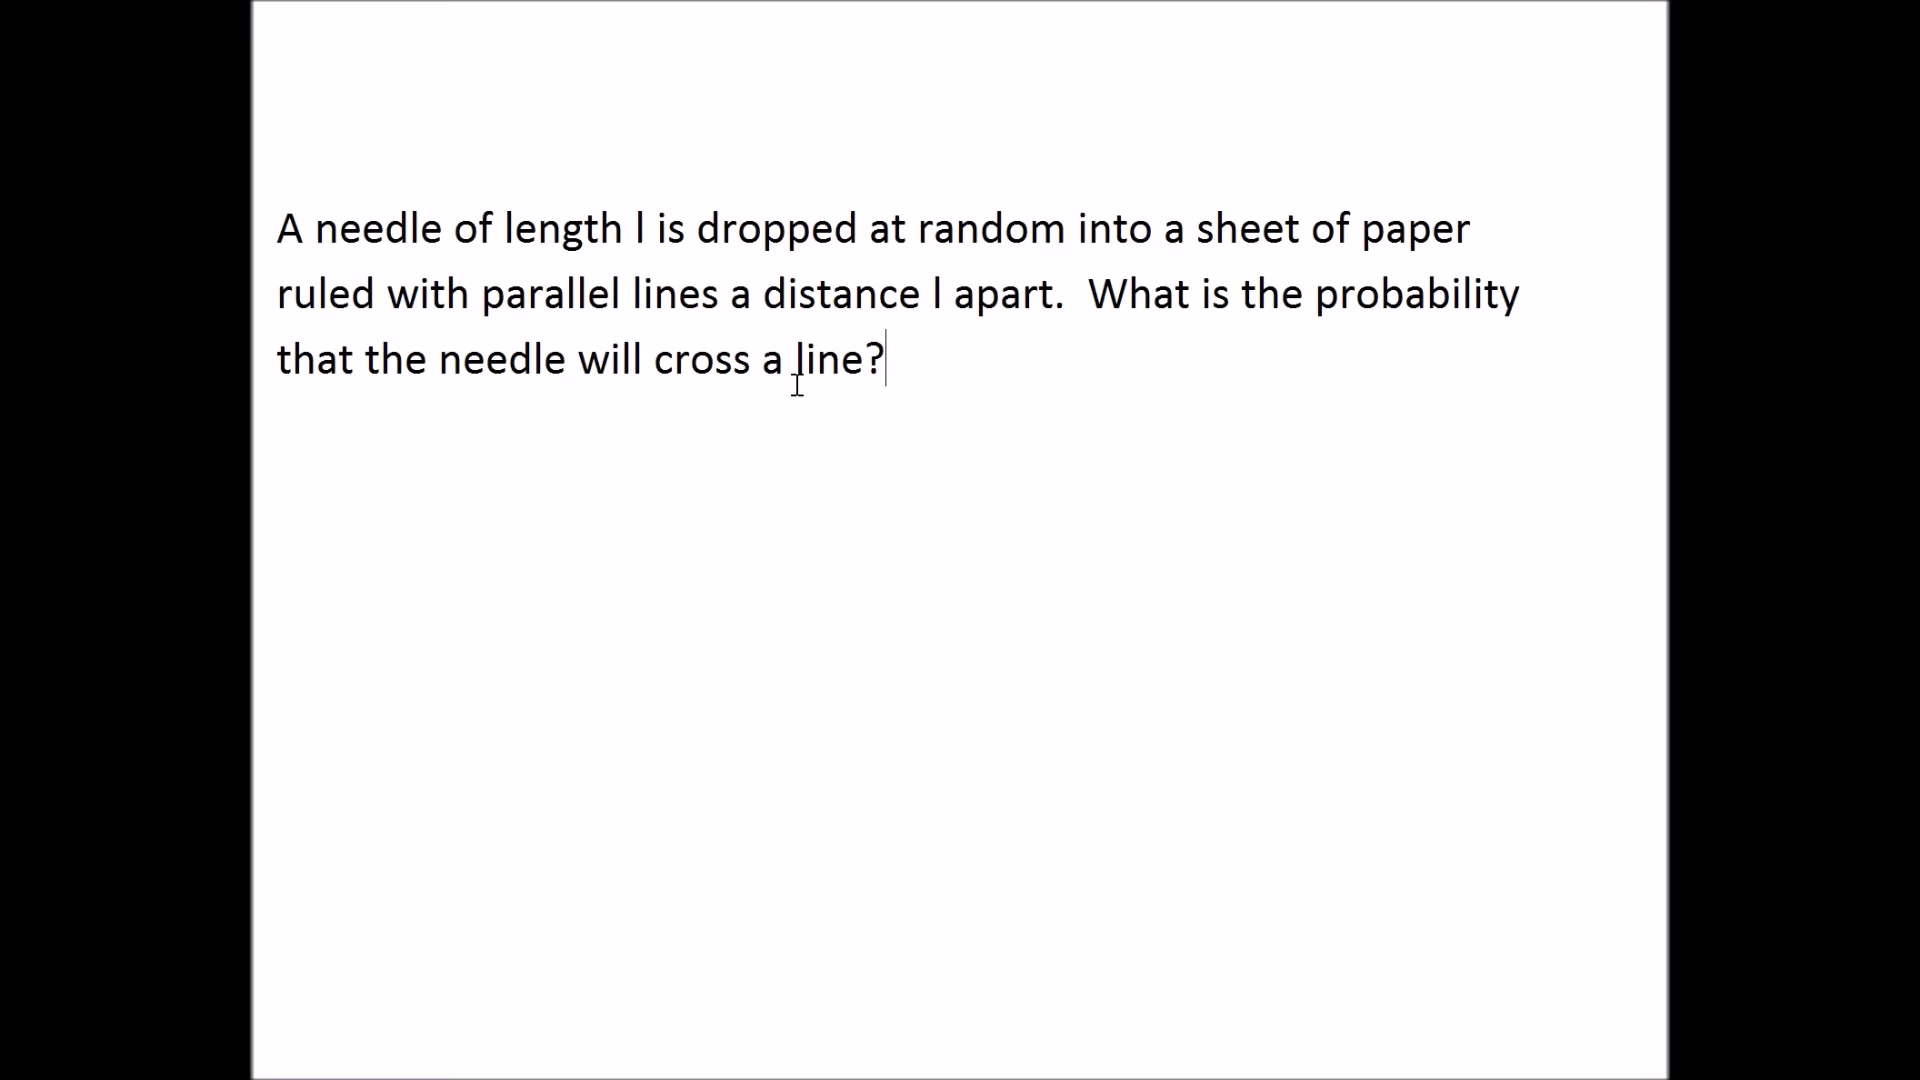 A needle of length l is dropped at random into a sheet of paper
ruled with parallel lines a distance l apart.  What is the probability
that the needle will cross a line?